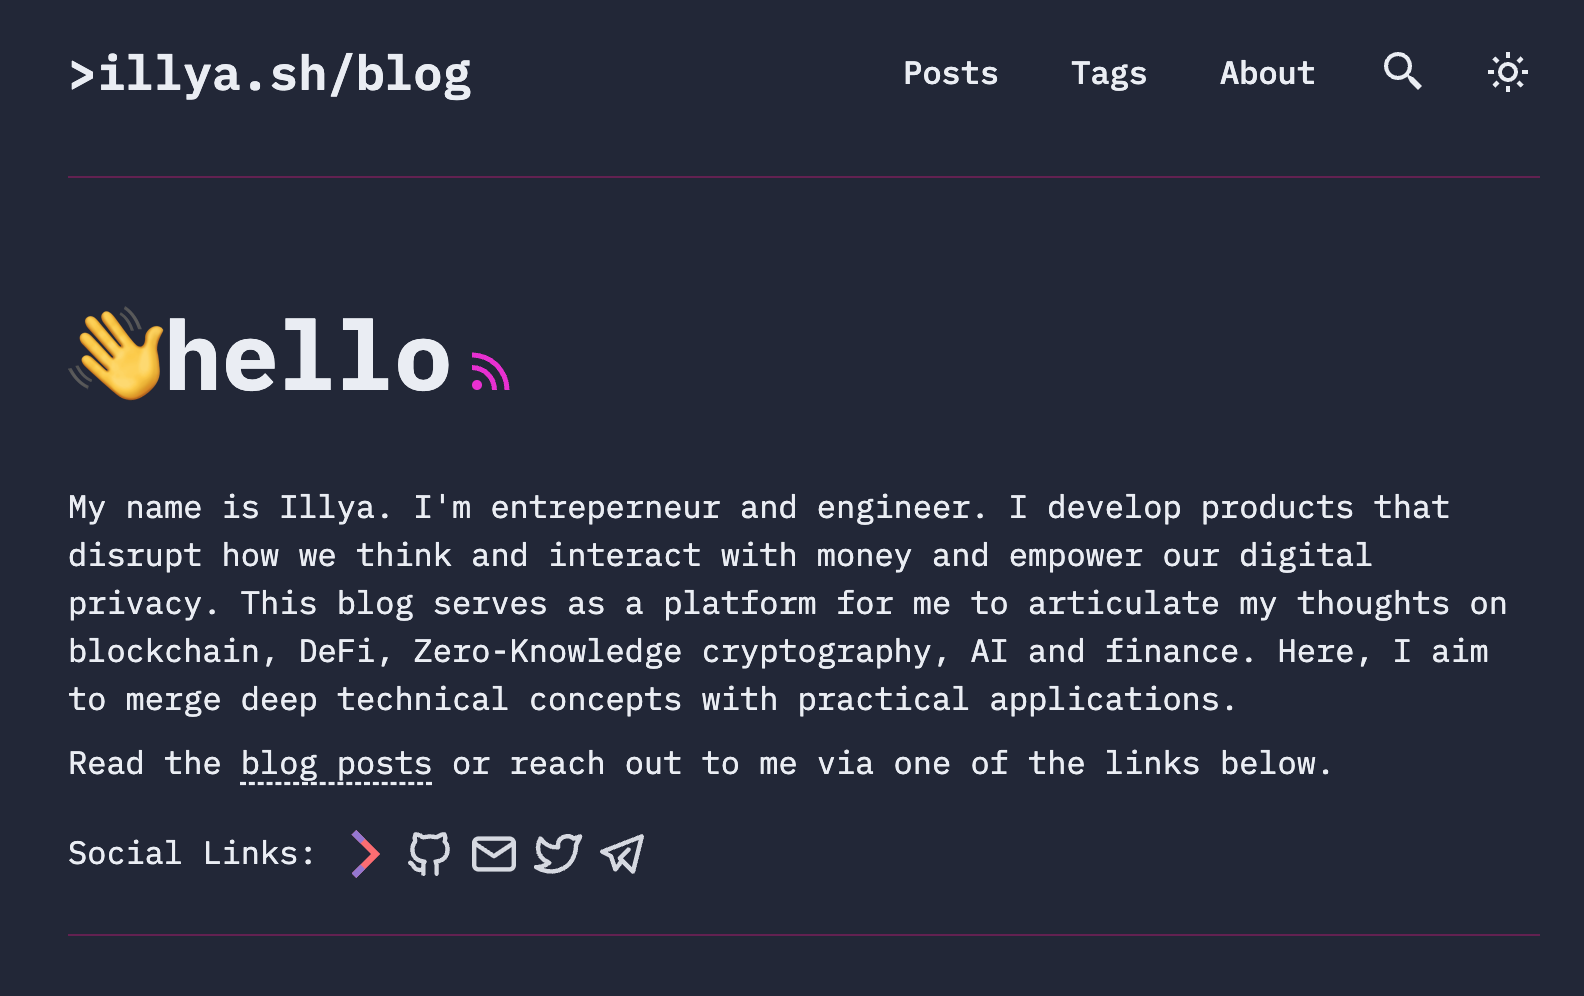 >illya.sh/blog
Posts
Tags
About
👋hello
My name is Illya. I'm entreperneur and engineer. I develop products that
disrupt how we think and interact with money and empower our digital
privacy. This blog serves as a platform for me to articulate my thoughts on
blockchain, DeFi, Zero-Knowledge cryptography, AI and finance. Here, I aim
to merge deep technical concepts with practical applications.
Read the blog posts or reach out to me via one of the links below.
Social Links: